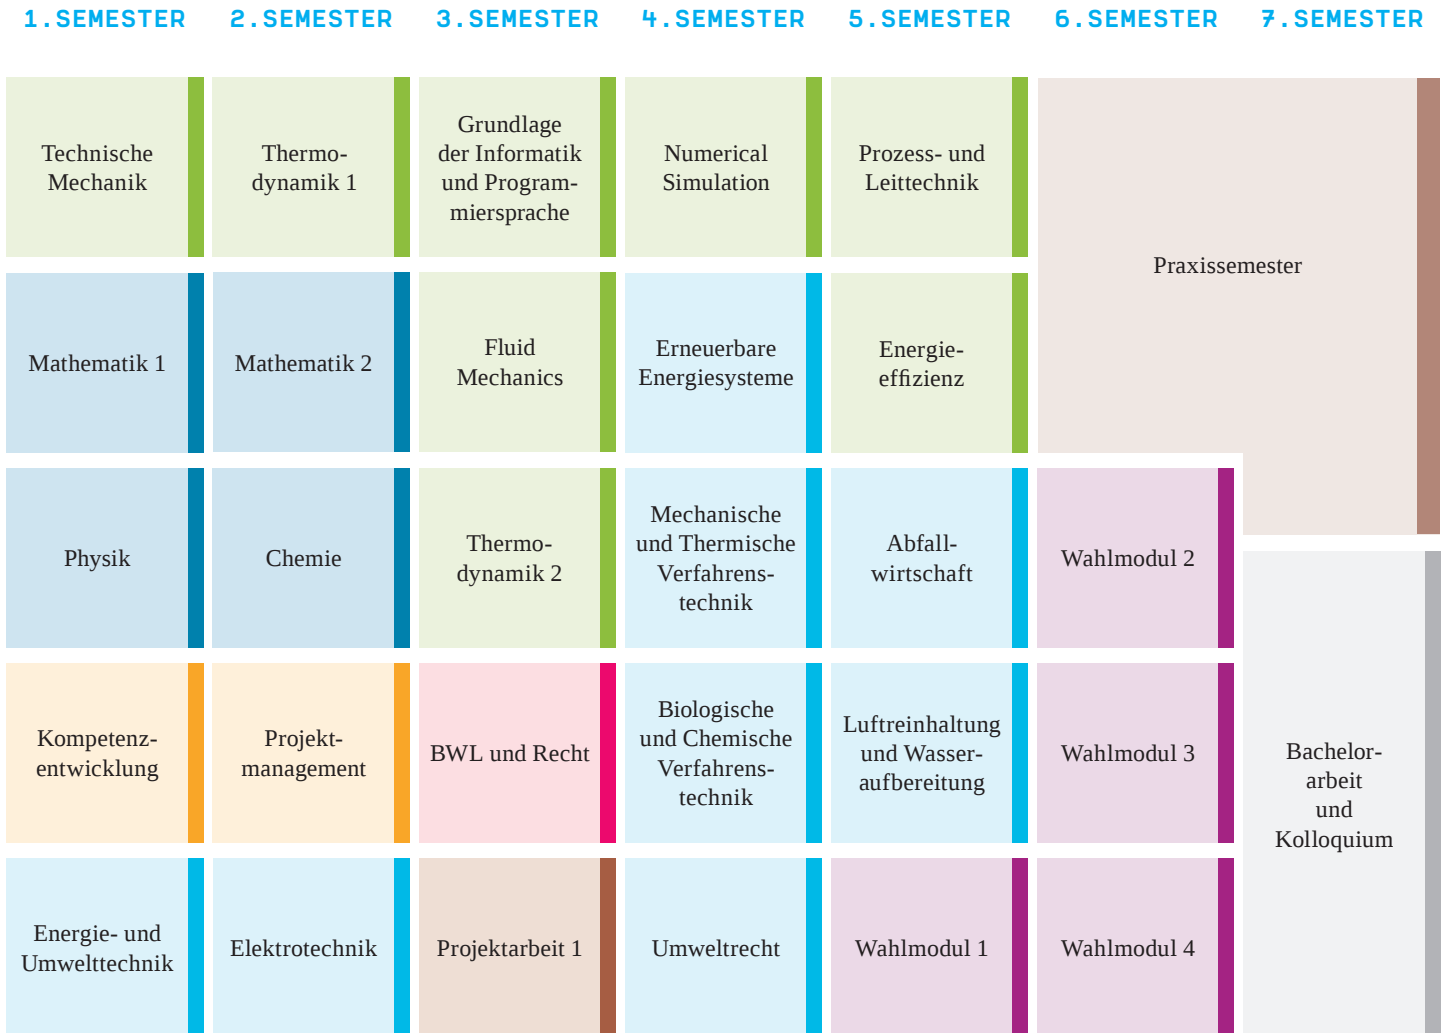 1.SEMESTER
2.SEMESTER
3.SEMESTER
4.SEMESTER
5.SEMESTER
6.SEMESTER
7.SEMESTER
Technische
Mechanik
Thermo-
dynamik 1
Grundlage
der Informatik
und Program-
miersprache
Numerical
Simulation
Prozess- und
Leittechnik
Praxissemester
Mathematik 1
Mathematik 2
Fluid
Mechanics
Erneuerbare
Energiesysteme
Energie-
effizienz
Physik
Chemie
Thermo-
dynamik 2
Mechanische
und Thermische
Verfahrens-
technik
Abfall-
wirtschaft
Wahlmodul 2
Kompetenz-
entwicklung
Projekt-
management
BWL und Recht
Biologische
und Chemische
Verfahrens-
technik
Luftreinhaltung
und Wasser-
aufbereitung
Wahlmodul 3
Bachelor-
arbeit
und
Kolloquium
Energie- und
Umwelttechnik
Elektrotechnik
Projektarbeit 1
Umweltrecht
Wahlmodul 1
Wahlmodul 4